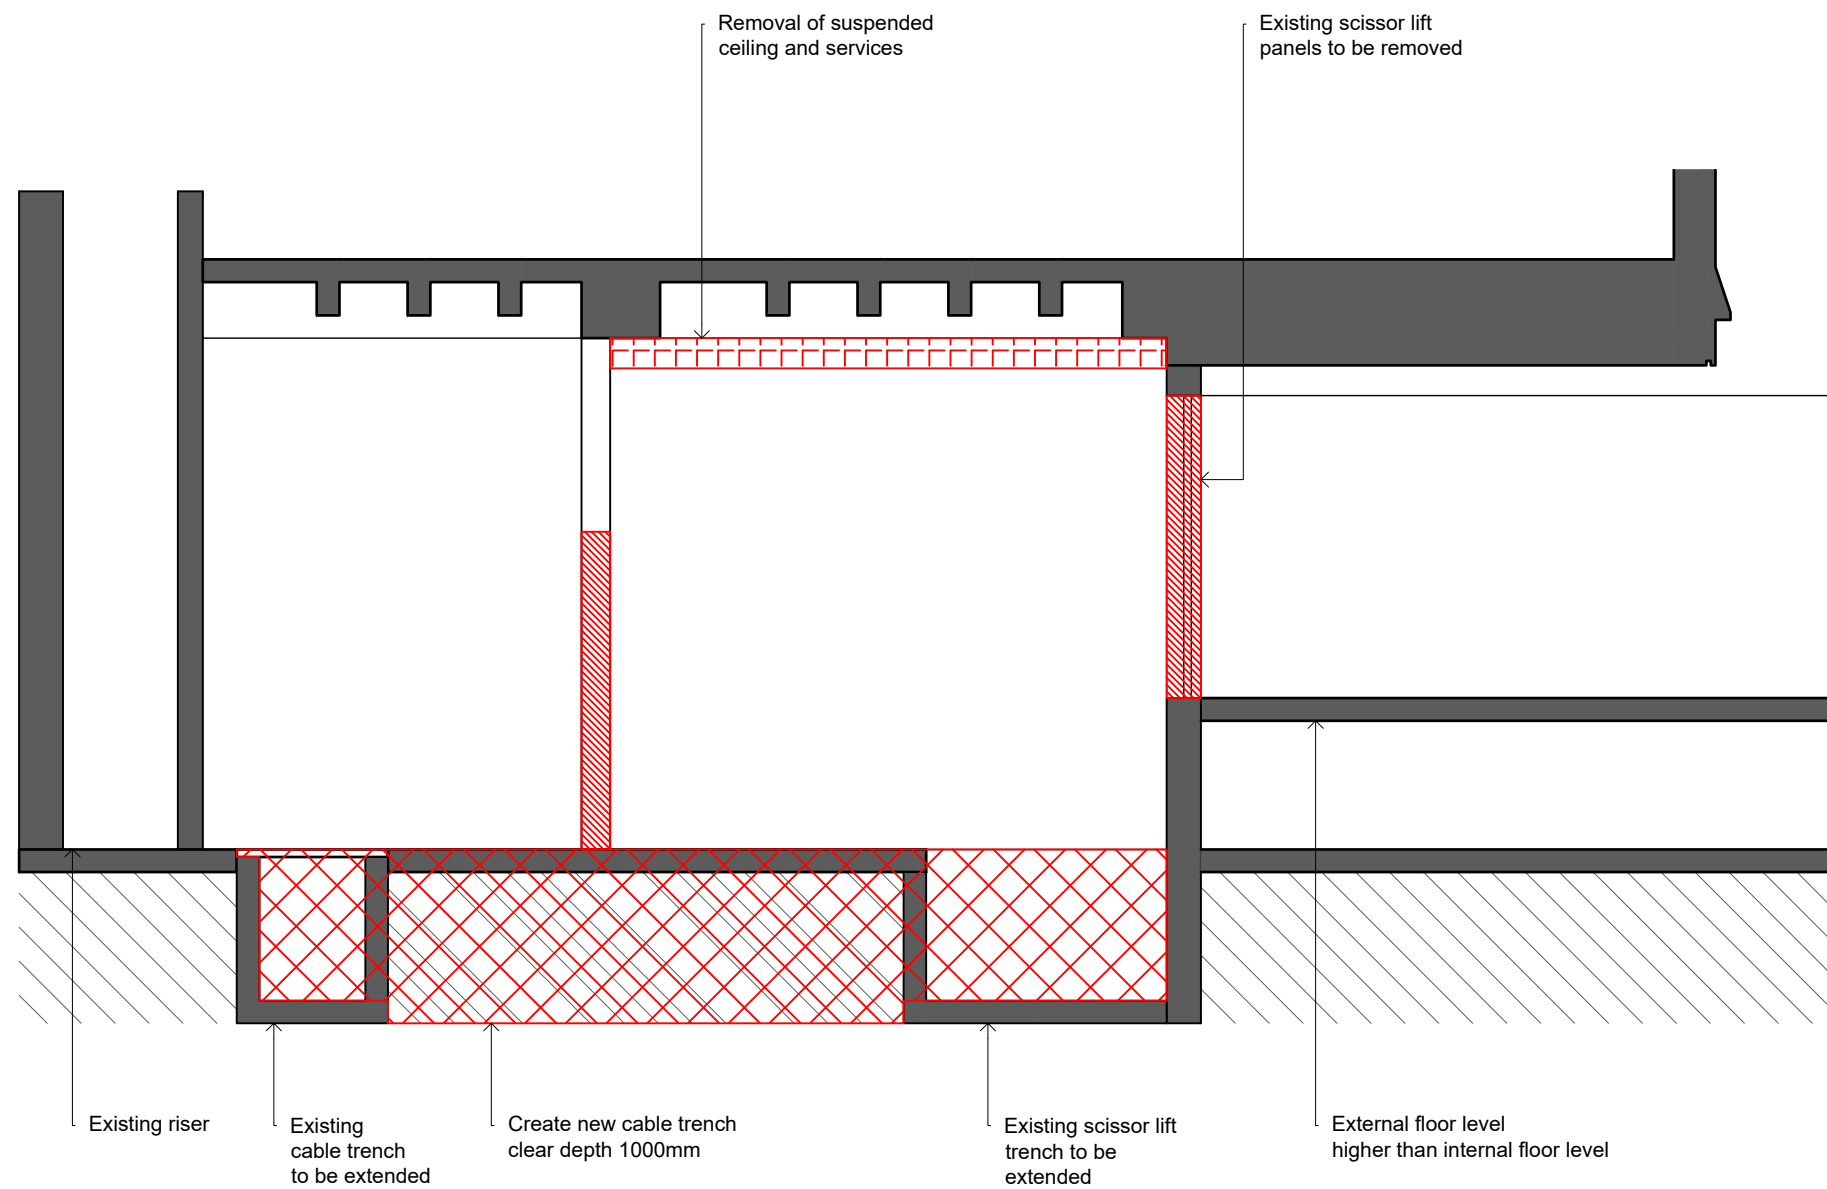 Removal of suspended
ceiling and services
Existing scissor lift
panels to be removed
Existing riser
Existing
cable trench
to be extended
Create new cable trench
clear depth 1000mm
Existing scissor lift
trench to be
extended
External floor level
higher than internal floor level